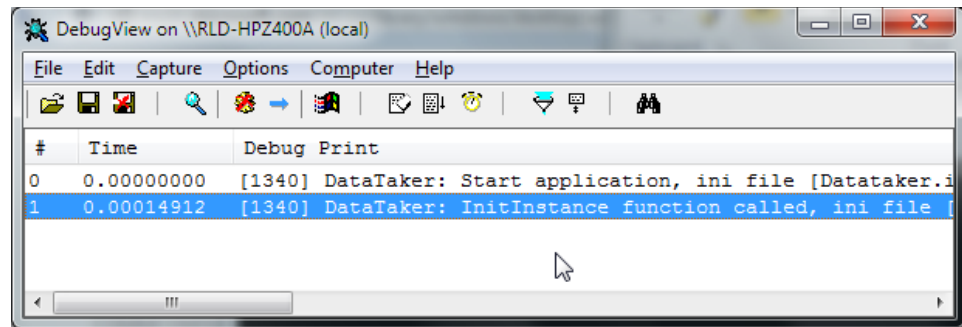 DebugView on \\RLD-HPZ400A (local)
File Edit Capture Options Computer Help
# Time Debug Print
0 0.00000000 [1340] DataTaker: Start application, ini file [Datataker.i
1 0.00014912 [1340] DataTaker: InitInstance function called, ini file [